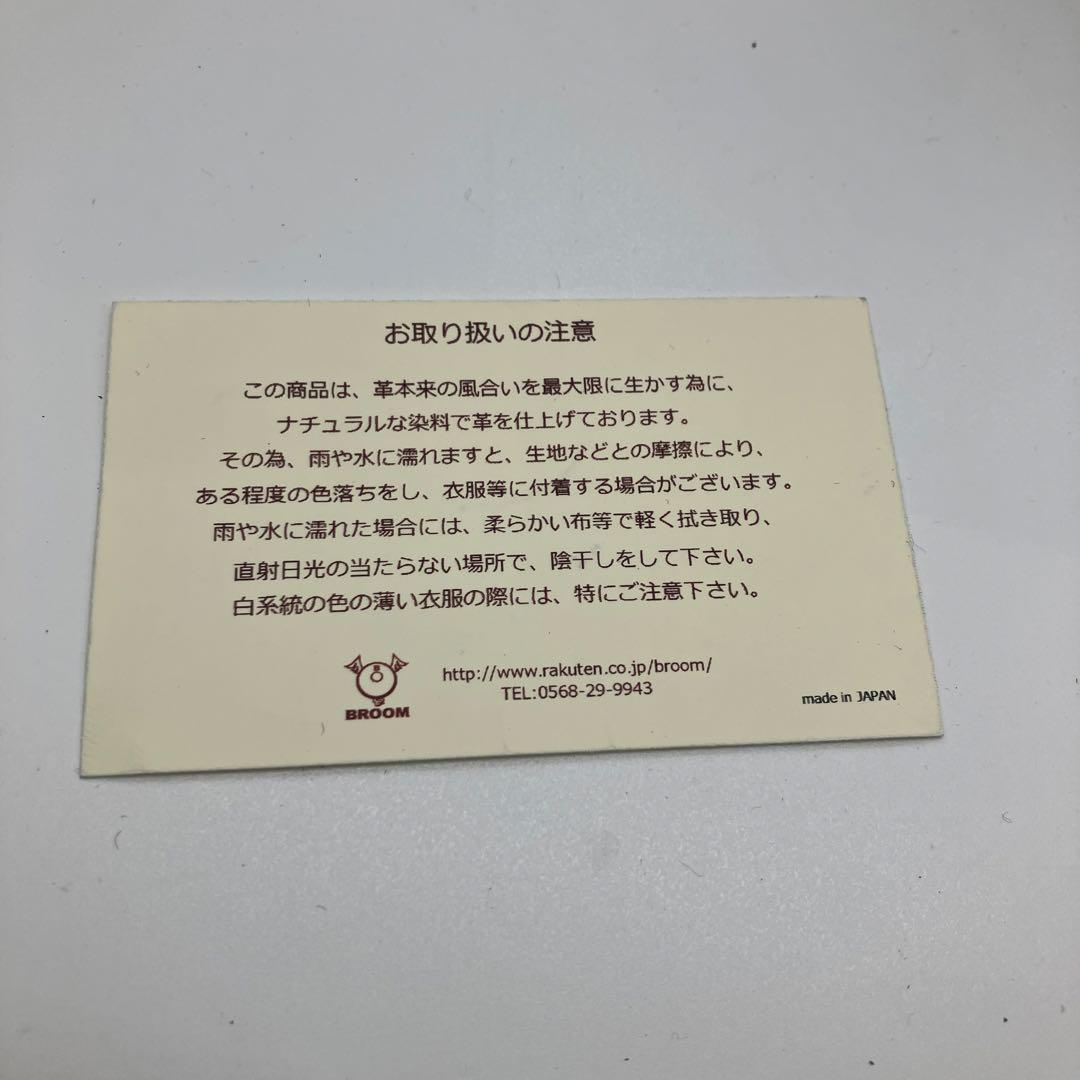 お取り扱いの注意
この商品は、革本来の風合いを最大限に生かす為に、
ナチュラルな染料で革を仕上げております。
その為、雨や水に濡れますと、生地などとの摩擦により、
ある程度の色落ちをし、衣服等に付着する場合がございます。
雨や水に濡れた場合には、柔らかい布等で軽く拭き取り、
直射日光の当たらない場所で、陰干しをして下さい。
白系統の色の薄い衣服の際には、特にご注意下さい。
BROOM
http://www.rakuten.co.jp/broom/
TEL:0568-29-9943
made in JAPAN